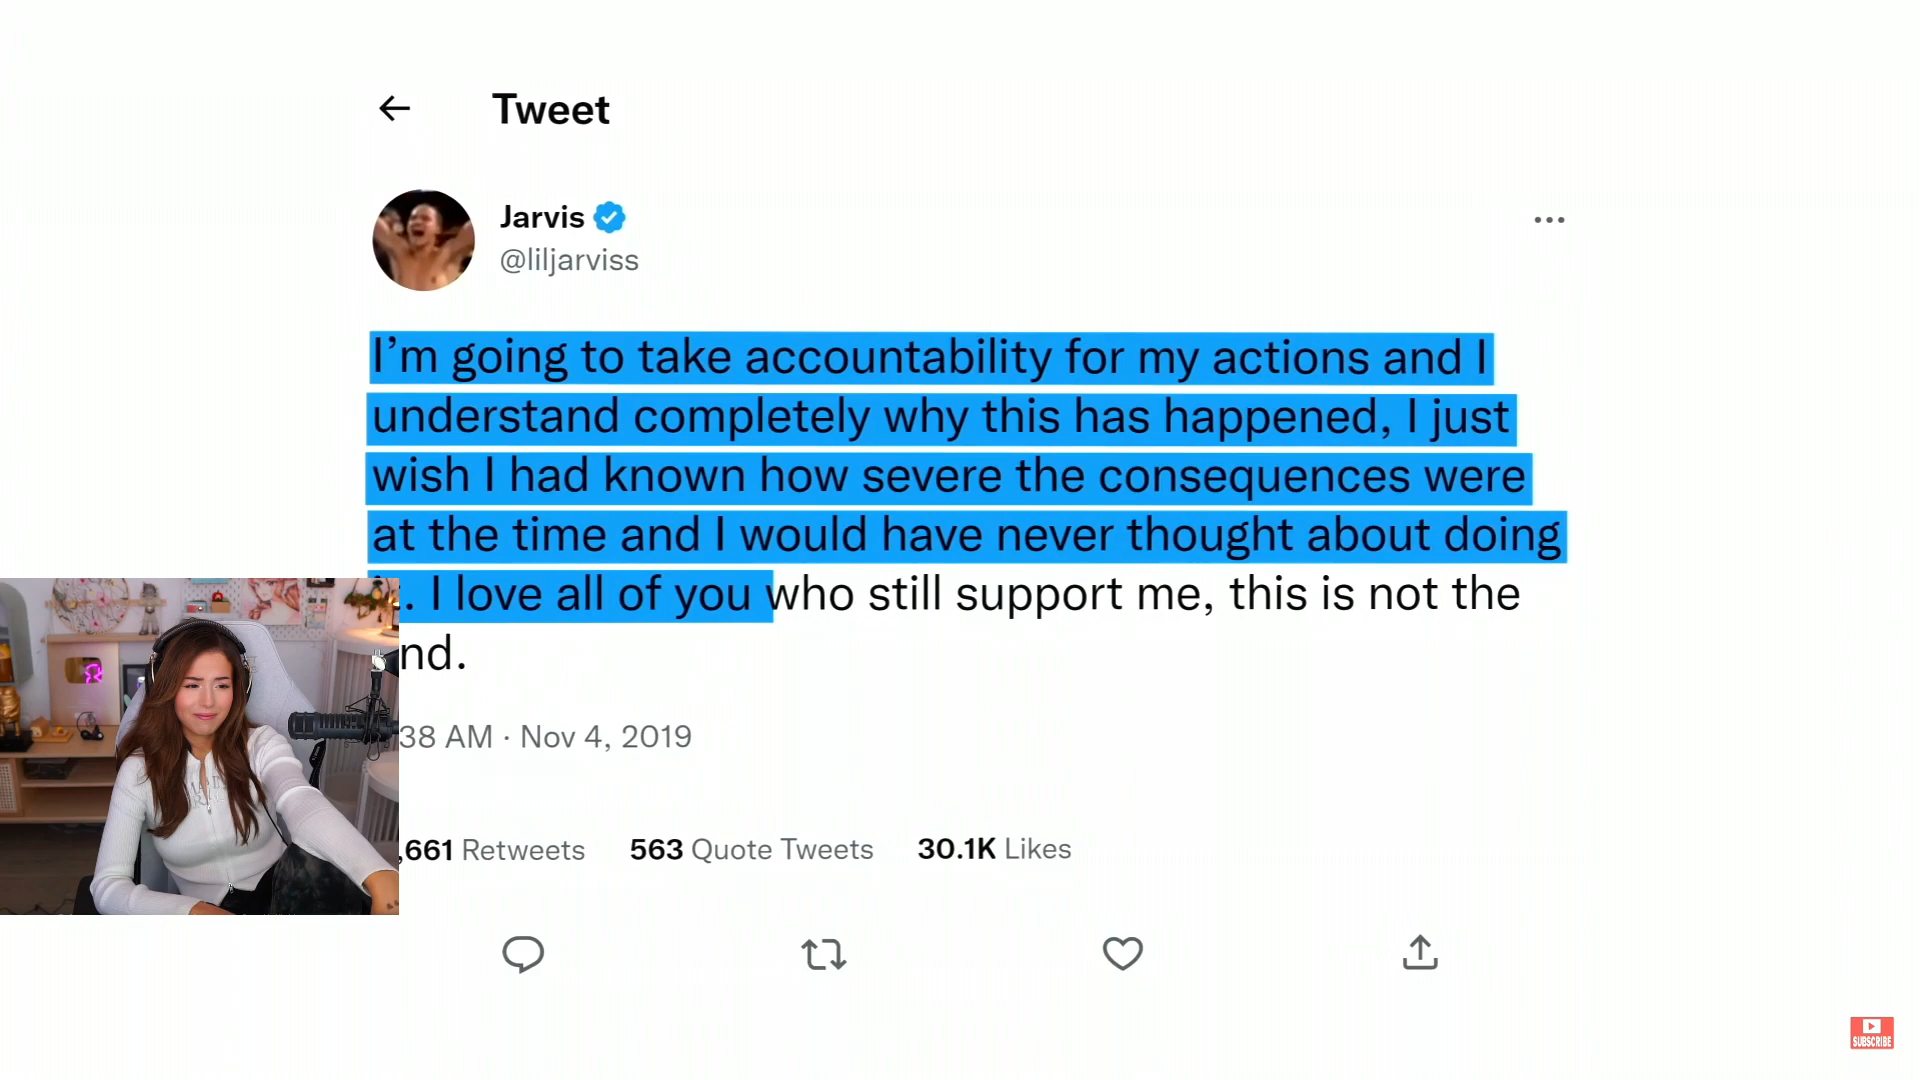 Tweet
Jarvis
@liljarviss
I’m going to take accountability for my actions and I
understand completely why this has happened, I just
wish I had known how severe the consequences were
at the time and I would have never thought about doing
. I love all of you who still support me, this is not the
nd.
38 AM · Nov 4, 2019
,661 Retweets 563 Quote Tweets 30.1K Likes
SUBSCRIBE